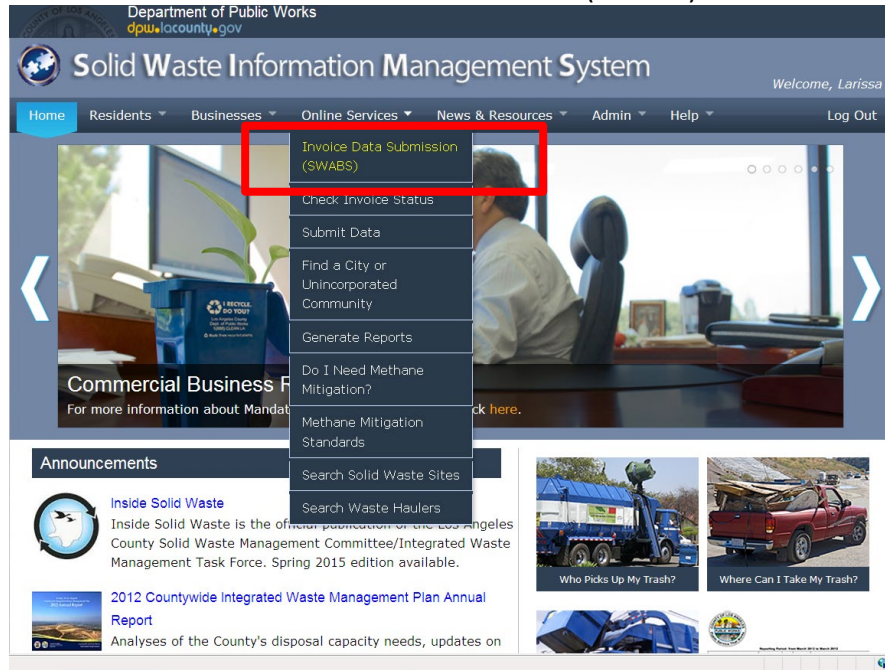 Department of Public Works
dpw.lacounty.gov
Solid Waste Information Management System
Welcome, Larissa
Home Residents Businesses Online Services News & Resources Admin Help Log Out
Invoice Data Submission
(SWABS)
Check Invoice Status
Submit Data
Find a City or
Unincorporated
Community
Generate Reports
Do I Need Methane
Mitigation?
Methane Mitigation
Standards
Search Solid Waste Sites
Search Waste Haulers
I RECYCLE.
DO YOU?
Commercial Business
For more information about
here.
Announcements
Inside Solid Waste
Inside Solid Waste is the official publication of the Los Angeles
County Solid Waste Management Committee/Integrated Waste
Management Task Force. Spring 2015 edition available.
2012 Countywide Integrated Waste Management Plan Annual
Report
Analyses of the County's disposal capacity needs, updates on
Who Picks Up My Trash?
Where Can I Take My Trash?